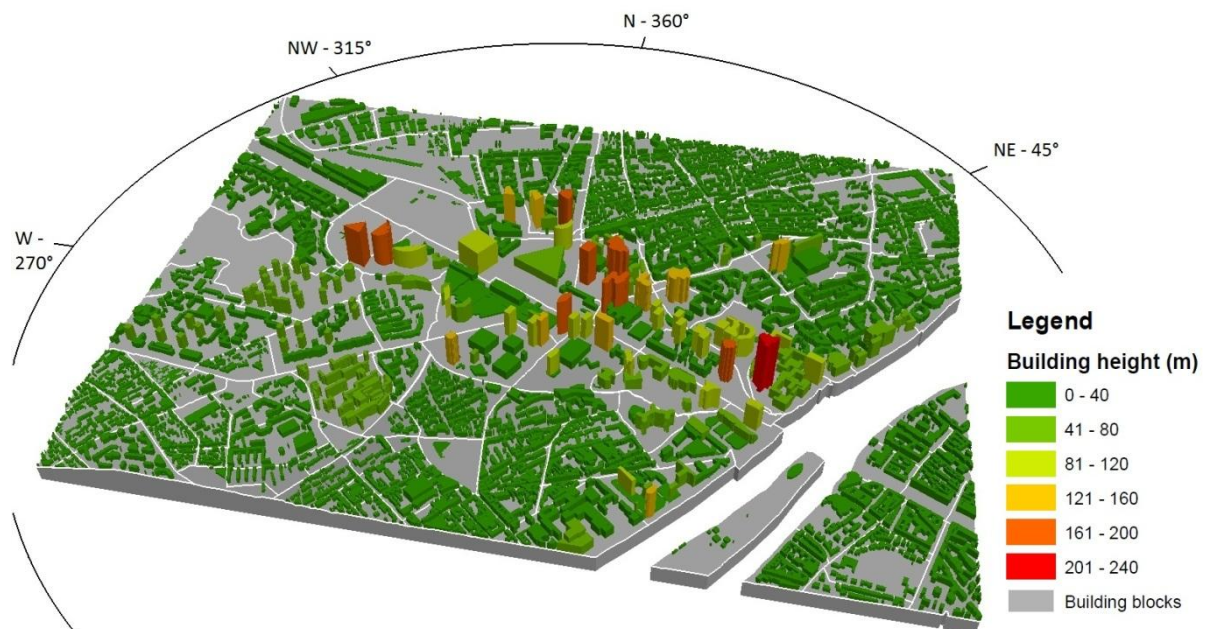 N - 360°
NW - 315°
NE - 45°
W -
270°
Legend
Building height (m)
0 - 40
41 - 80
81 - 120
121 - 160
161 - 200
201 - 240
Building blocks